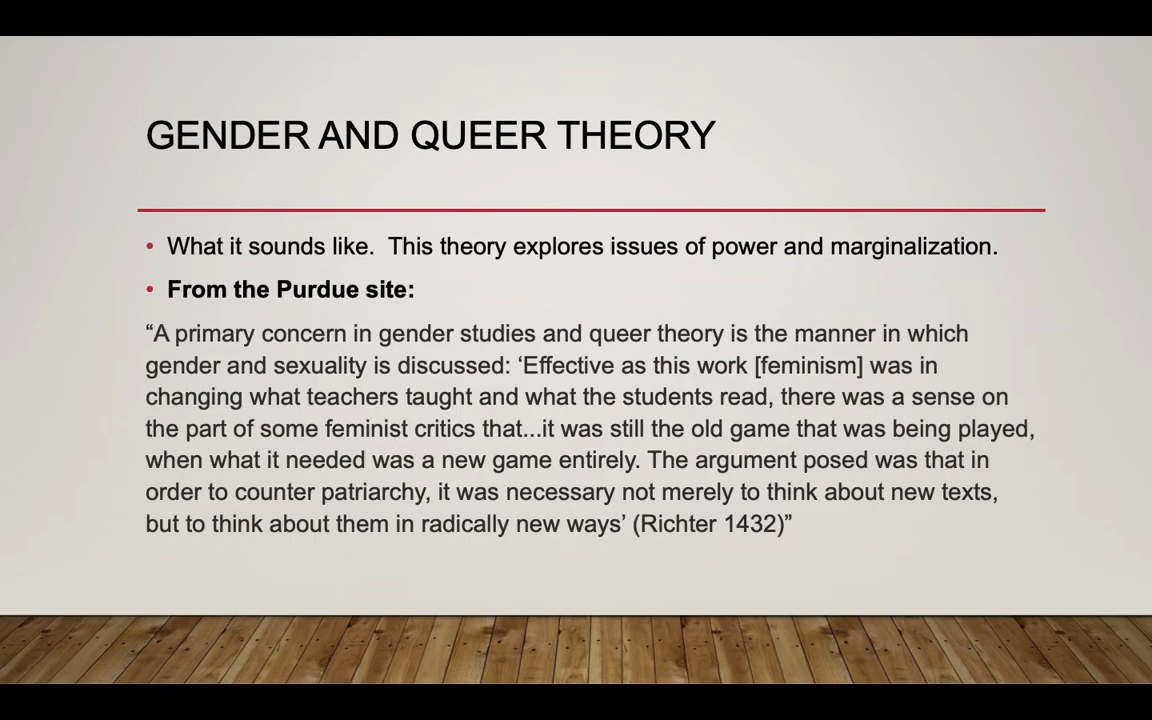 GENDER AND QUEER THEORY
• What it sounds like.  This theory explores issues of power and marginalization.
• From the Purdue site:
“A primary concern in gender studies and queer theory is the manner in which
gender and sexuality is discussed: ‘Effective as this work [feminism] was in
changing what teachers taught and what the students read, there was a sense on
the part of some feminist critics that...it was still the old game that was being played,
when what it needed was a new game entirely. The argument posed was that in
order to counter patriarchy, it was necessary not merely to think about new texts,
but to think about them in radically new ways’ (Richter 1432)”